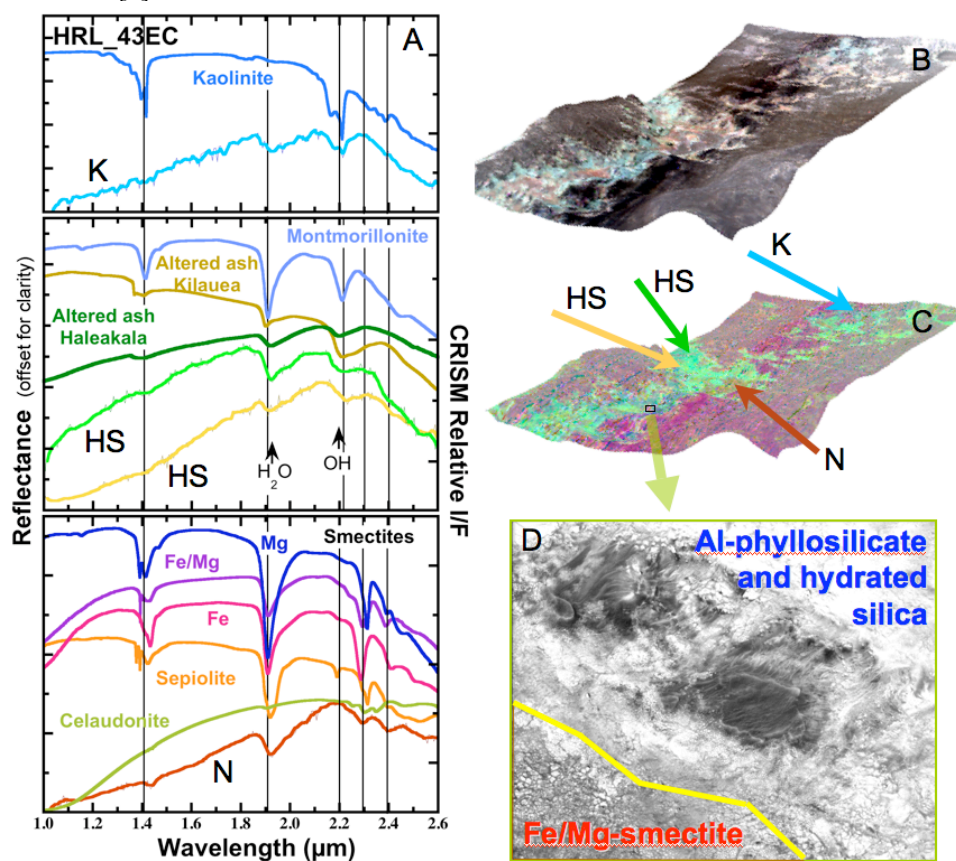 HRL_43EC
A
Kaolinite
K
Montmorillonite
Altered ash
Kilauea
Altered ash
Haleakala
HS
HS
H2O
OH
Mg
Smectites
Fe/Mg
Fe
Sepiolite
Celaudonite
N
1.0 1.2 1.4 1.6 1.8 2.0 2.2 2.4 2.6
Wavelength (µm)
Reflectance (offset for clarity)
CRISM Relative I/F
B
K
HS
HS
C
N
D
Al-phyllosilicate
and hydrated
silica
Fe/Mg-smectite